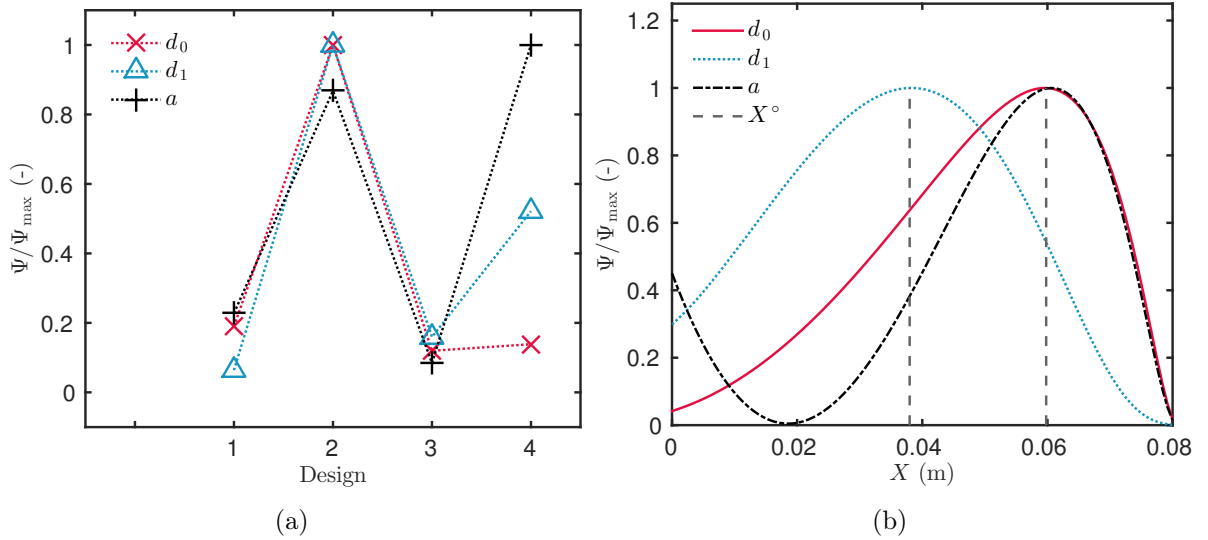 1
0.8
0.6
0.4
0.2
0
Ψ/Ψmax (-)
d0
d1
a
1 2 3 4
Design
(a)
1.2
1
0.8
0.6
0.4
0.2
0
Ψ/Ψmax (-)
d0
d1
a
X°
0 0.02 0.04 0.06 0.08
X (m)
(b)